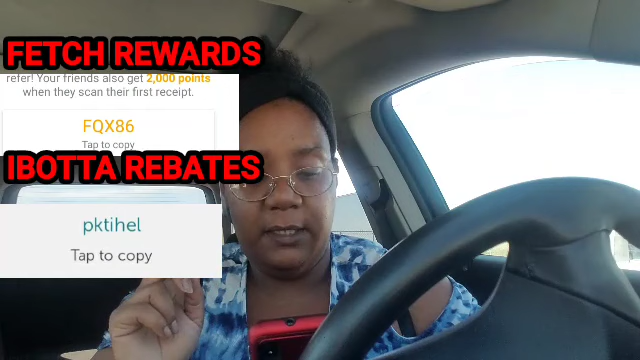 FETCH REWARDS
refer! Your friends also get 2,000 points
when they scan their first receipt.
FQX86
Tap to copy
IBOTTA REBATES
pktihel
Tap to copy